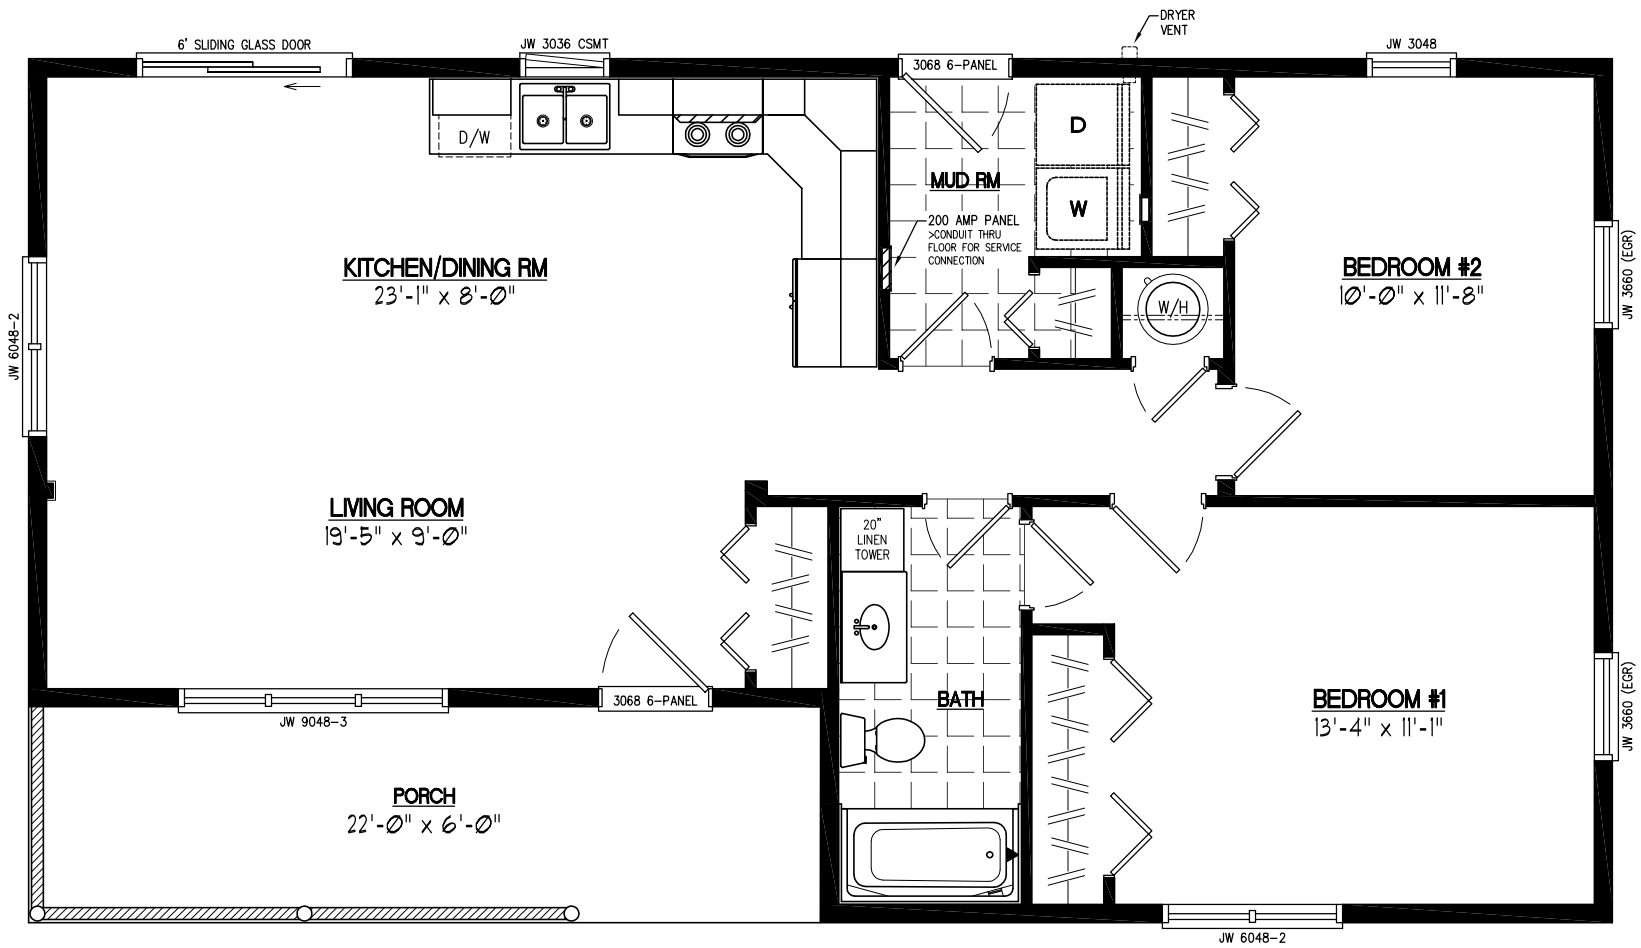 DRYER
VENT
6' SLIDING GLASS DOOR
JW 3036 CSMT
3068 6-PANEL
JW 3048
D/W
D
W
MUD RM
200 AMP PANEL
>CONDUIT THRU
FLOOR FOR SERVICE
CONNECTION
KITCHEN/DINING RM
23'-1" x 8'-0"
BEDROOM #2
10'-0" x 11'-8"
JW 3660 (EGR)
W/H
JW 6048-2
LIVING ROOM
19'-5" x 9'-0"
20"
LINEN
TOWER
3068 6-PANEL
BATH
BEDROOM #1
13'-4" x 11'-1"
JW 3660 (EGR)
JW 9048-3
PORCH
22'-0" x 6'-0"
JW 6048-2